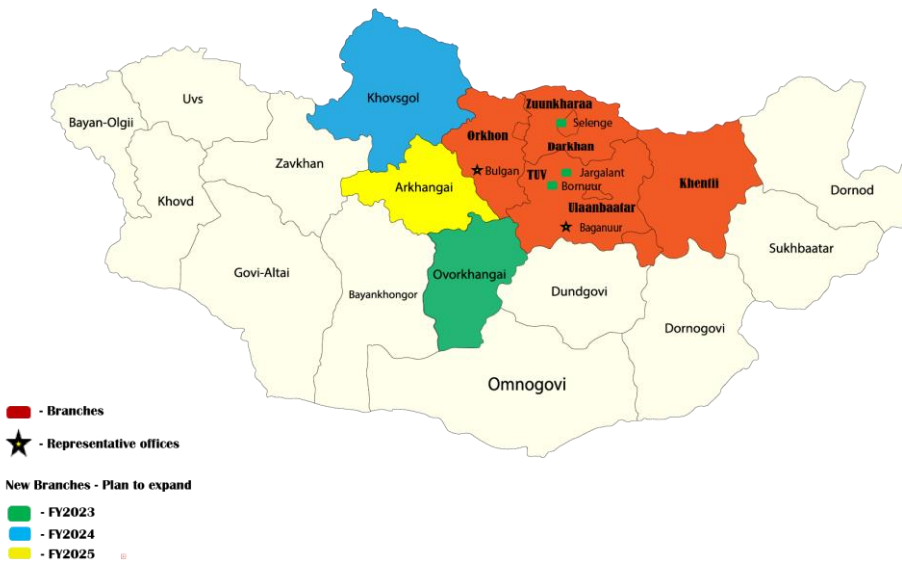 Khovsgol
Uvs
Bayan-Olgii
Zuunkharaa
Selenge
Orkhon
Darkhan
Zavkhan
Bulgan
TUV
Jargalant
Bornuur
Khentii
Arkhangai
Dornod
Khovd
Ulaanbaatar
Baganuur
Sukhbaatar
Govi-Altai
Ovorkhangai
Bayankhongor
Dundgovi
Dornogovi
Omnogovi
- Branches
- Representative offices
New Branches - Plan to expand
- FY2023
- FY2024
- FY2025